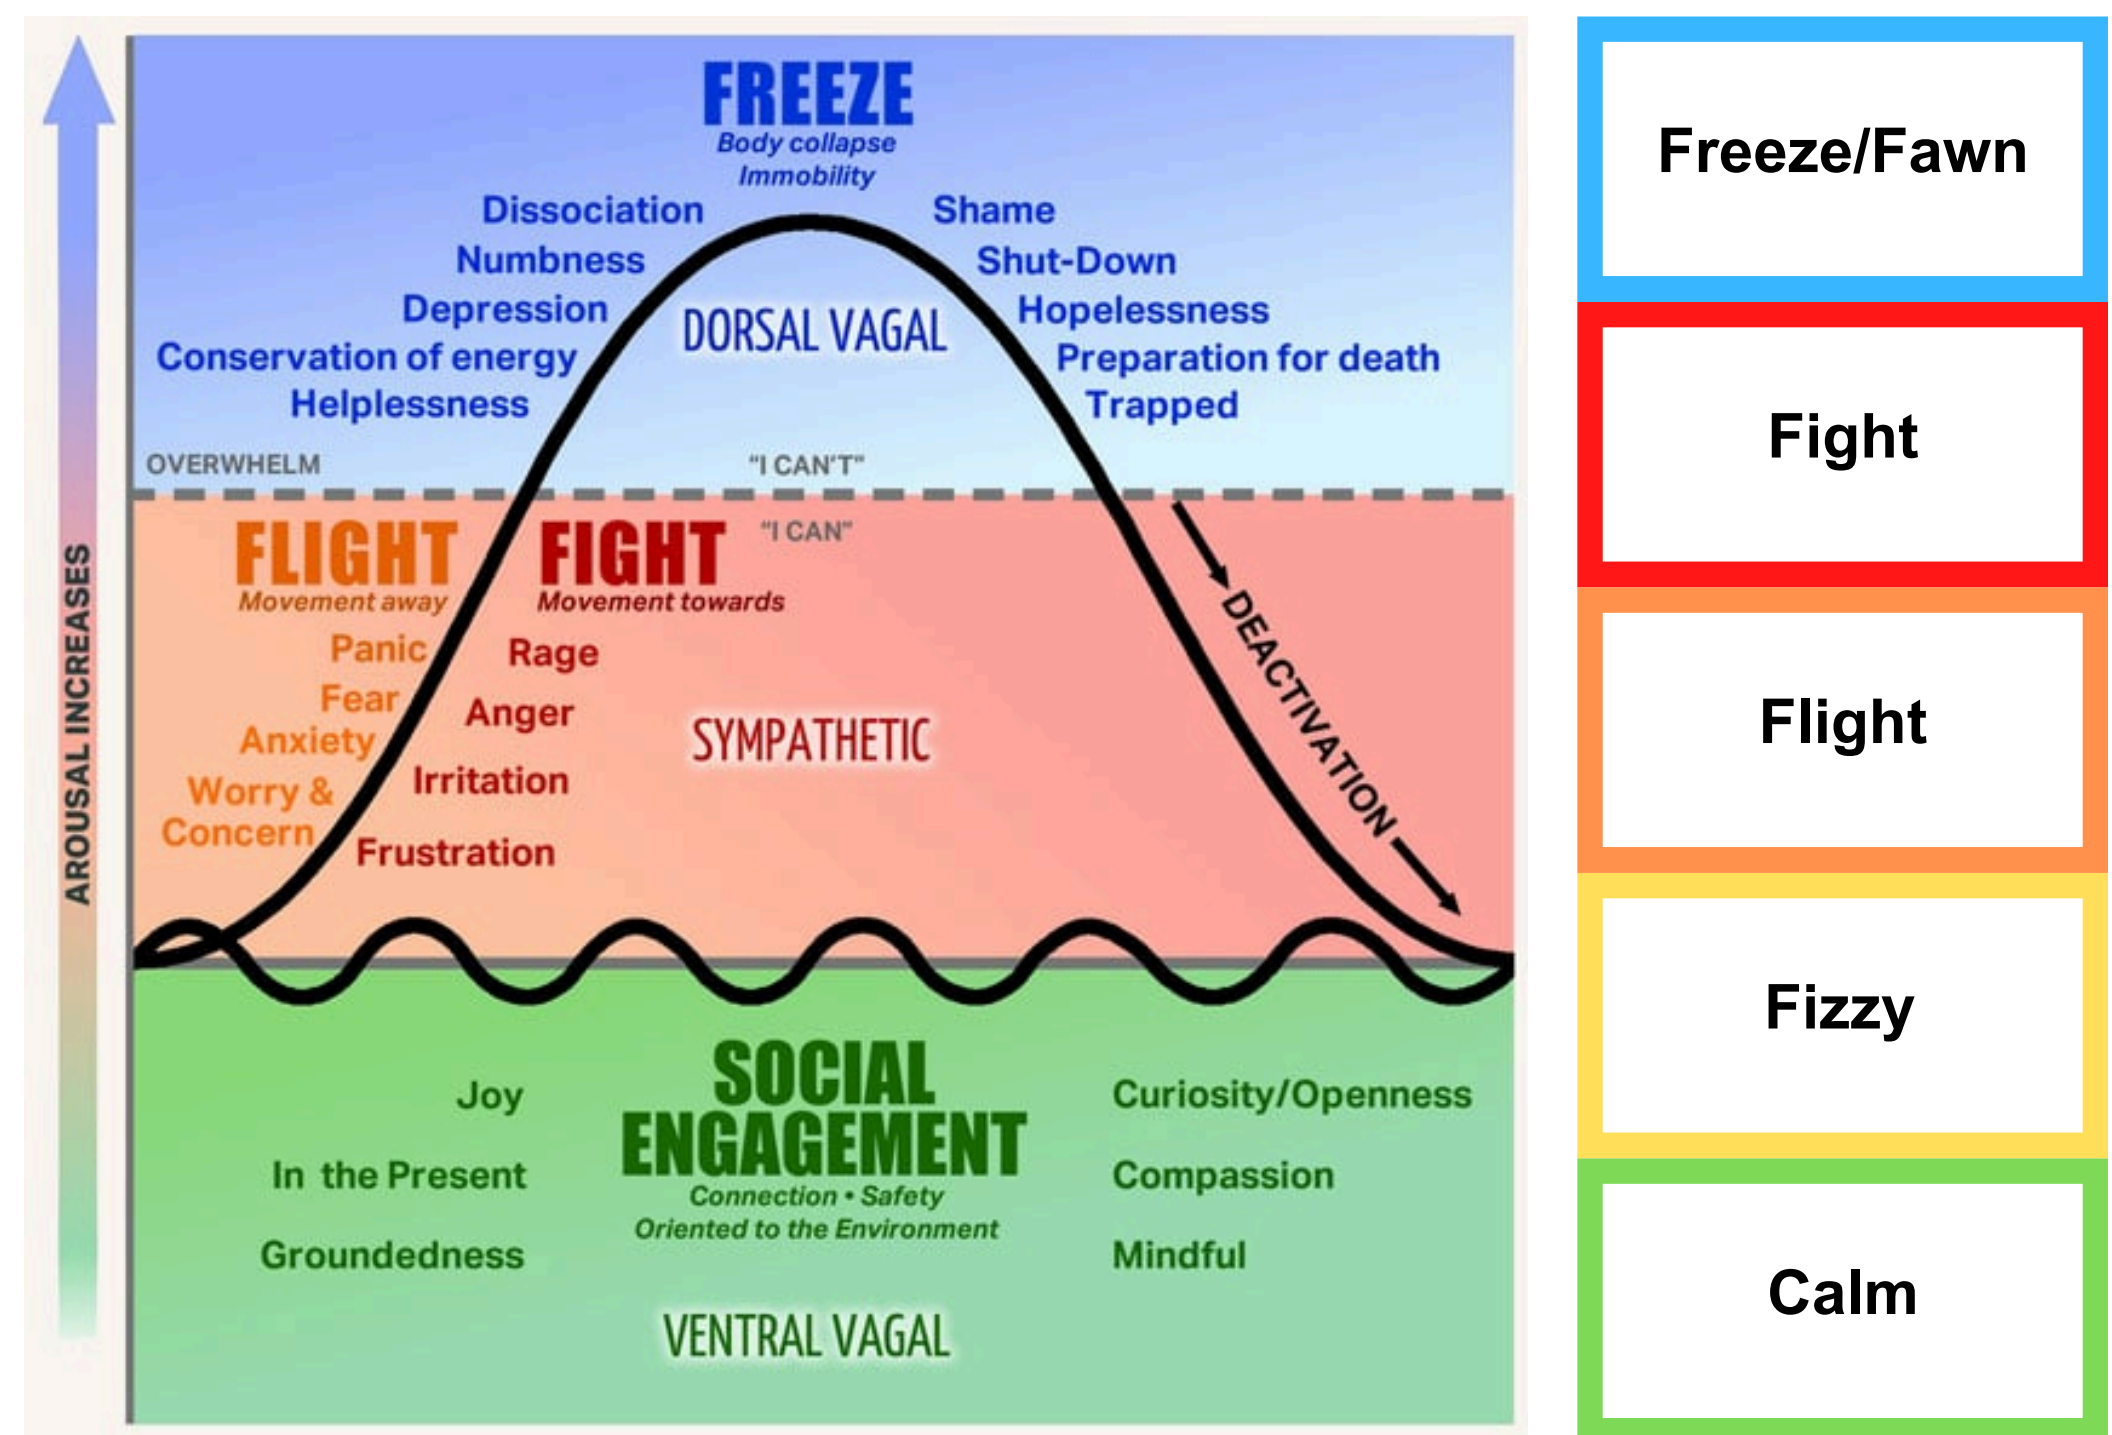 FREEZE
Body collapse
Immobility
Dissociation
Numbness
Depression
Conservation of energy
Helplessness
Shame
Shut-Down
Hopelessness
Preparation for death
Trapped
DORSAL VAGAL
OVERWHELM
"I CAN'T"
"I CAN"
FLIGHT
Movement away
Panic
Fear
Anxiety
Worry &
Concern
FIGHT
Movement towards
Rage
Anger
Irritation
Frustration
SYMPATHETIC
DEACTIVATION
AROUSAL INCREASES
SOCIAL
ENGAGEMENT
Connection • Safety
Oriented to the Environment
Joy
In the Present
Groundedness
Curiosity/Openness
Compassion
Mindful
VENTRAL VAGAL
Freeze/Fawn
Fight
Flight
Fizzy
Calm